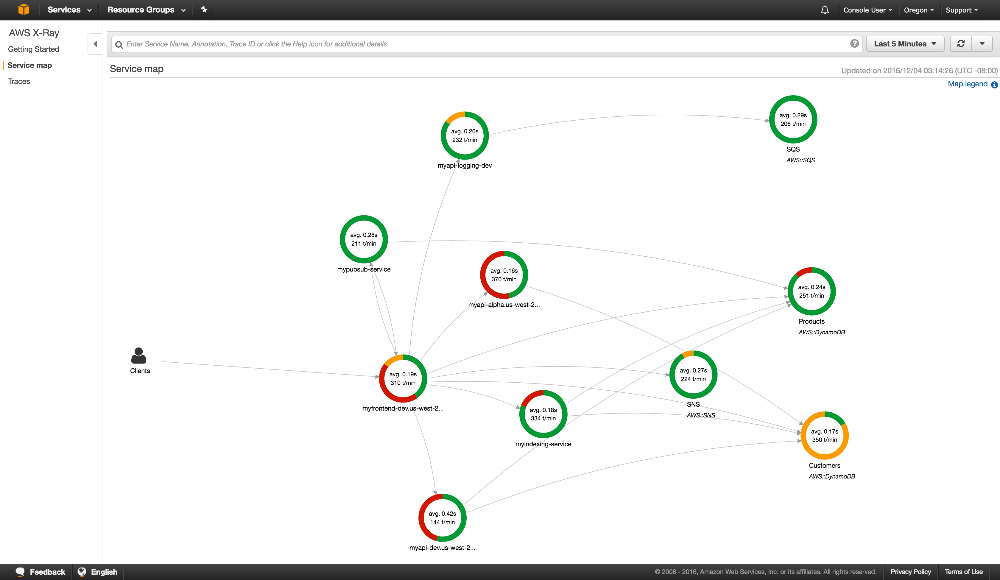 Services
Resource Groups
Console User
Oregon
Support
AWS X-Ray
Getting Started
Service map
Traces
Enter Service Name, Annotation, Trace ID or click the Help icon for additional details
?
Last 5 Minutes
Service map
Updated on 2016/12/04 03:14:26 (UTC -08:00)
Map legend
i
avg. 0.29s
206 t/min
SQS
AWS::SQS
avg. 0.26s
232 t/min
myapi-logging-dev
avg. 0.28s
211 t/min
mypubsub-service
avg. 0.16s
370 t/min
myapi-alpha.us-west-2...
avg. 0.24s
251 t/min
Products
AWS::DynamoDB
Clients
avg. 0.19s
310 t/min
myfrontend-dev.us-west-2...
avg. 0.27s
224 t/min
SNS
AWS::SNS
avg. 0.18s
334 t/min
myindexing-service
avg. 0.17s
350 t/min
Customers
AWS::DynamoDB
avg. 0.42s
144 t/min
myapi-dev.us-west-2...
Feedback
English
© 2008 - 2016, Amazon Web Services, Inc. or its affiliates. All rights reserved.
Privacy Policy
Terms of Use